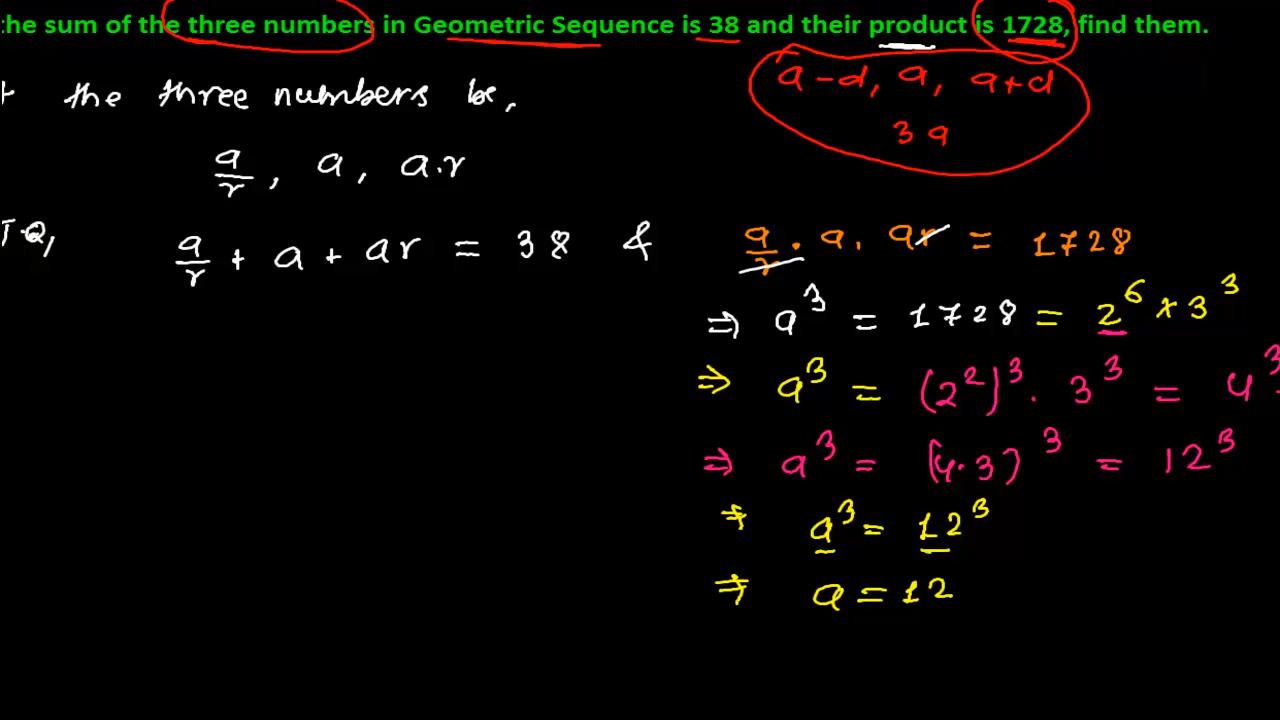 he sum of the three numbers in Geometric Sequence is 38 and their product is 1728, find them.
a-d, a, a+d
3a
the three numbers be,
a/r, a, a.r
T.Q, a/r + a + ar = 38 & a/r . a . ar = 1728
⇒ a³ = 1728 = 2⁶ × 3³
⇒ a³ = (2²)³ . 3³ = 4³
⇒ a³ = (4.3)³ = 12³
⇒ a³ = 12³
⇒ a = 12